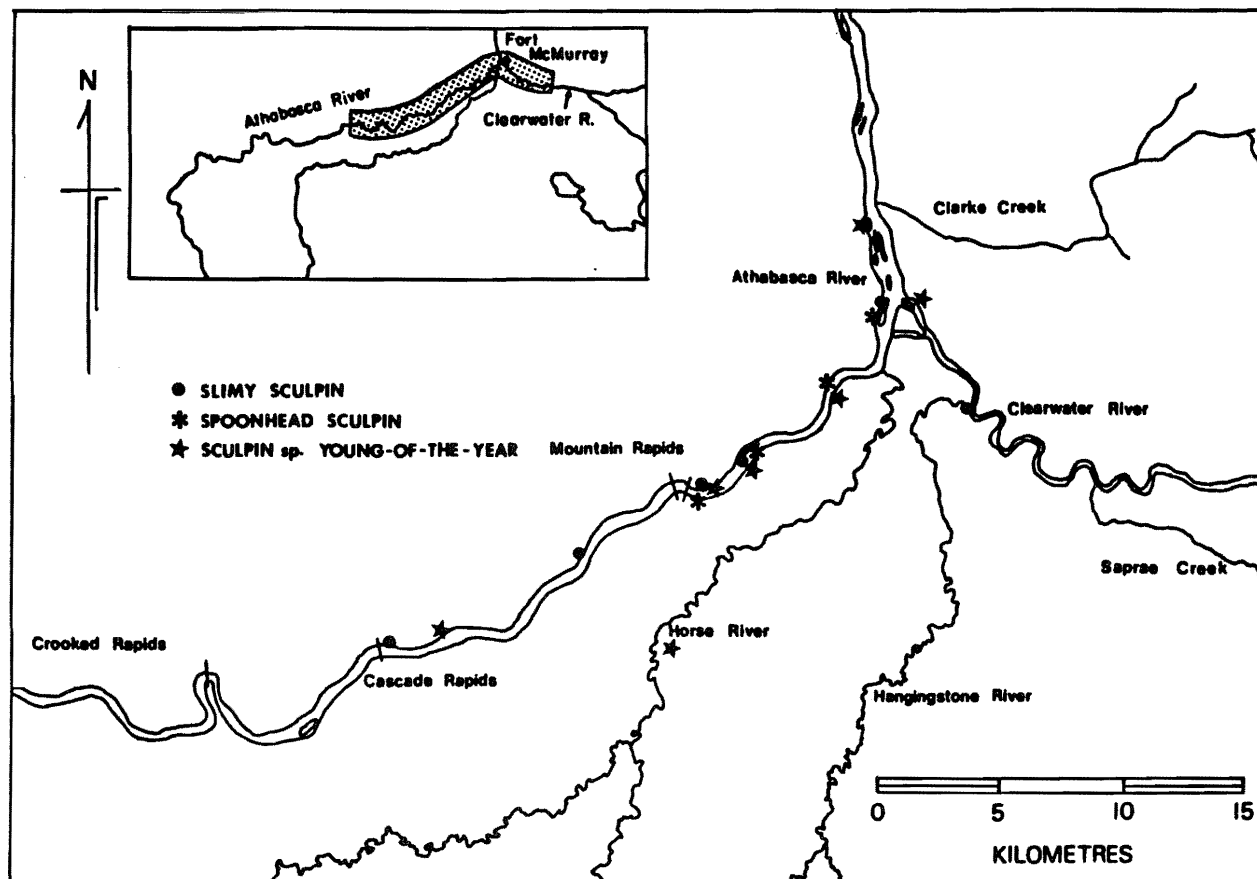 Fort
McMurray
Athabasca River
Clearwater R.
N
Clarke Creek
Athabasca River
SLIMY SCULPIN
SPOONHEAD SCULPIN
SCULPIN sp. YOUNG-OF-THE-YEAR
Mountain Rapids
Clearwater River
Saprae Creek
Crooked Rapids
Horse River
Cascade Rapids
Hangingstone River
0 5 10 15
KILOMETRES